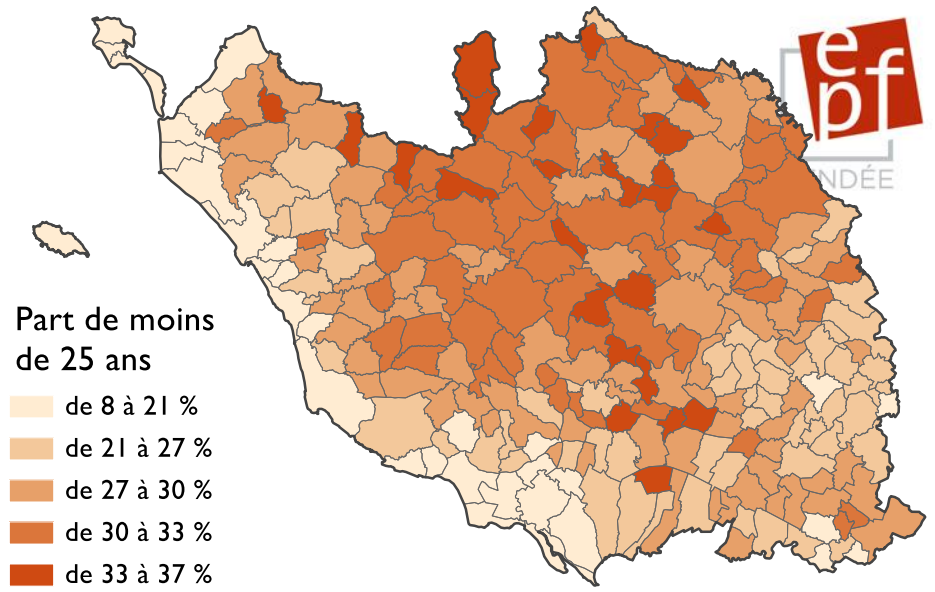 epf
NDÉE
Part de moins
de 25 ans
de 8 à 21 %
de 21 à 27 %
de 27 à 30 %
de 30 à 33 %
de 33 à 37 %